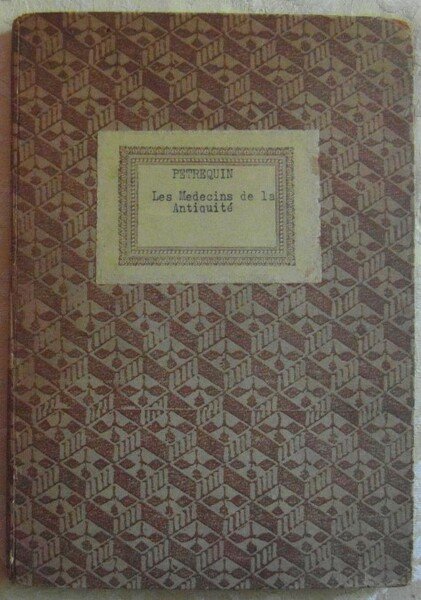 PETREQUIN
Les Medecins de la
Antiquité